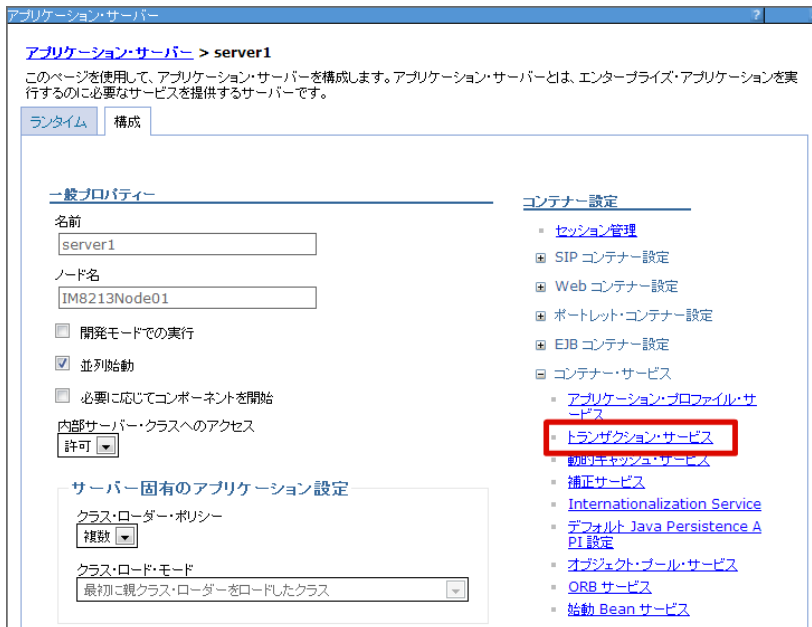 アプリケーション・サーバー ?
アプリケーション・サーバー > server1
このページを使用して、アプリケーション・サーバーを構成します。アプリケーション・サーバーとは、エンタープライズ・アプリケーションを実
行するのに必要なサービスを提供するサーバーです。
ランタイム 構成
一般プロパティー
名前
server1
ノード名
IM8213Node01
開発モードでの実行
並列始動
必要に応じてコンポーネントを開始
内部サーバー・クラスへのアクセス
許可
サーバー固有のアプリケーション設定
クラス・ローダー・ポリシー
複数
クラス・ロード・モード
最初に親クラス・ローダーをロードしたクラス
コンテナー設定
セッション管理
SIP コンテナー設定
Web コンテナー設定
ポートレット・コンテナー設定
EJB コンテナー設定
コンテナー・サービス
アプリケーション・プロファイル・サ
ービス
トランザクション・サービス
動的キャッシュ・サービス
補正サービス
Internationalization Service
デフォルト Java Persistence A
PI 設定
オブジェクト・プール・サービス
ORB サービス
始動 Bean サービス